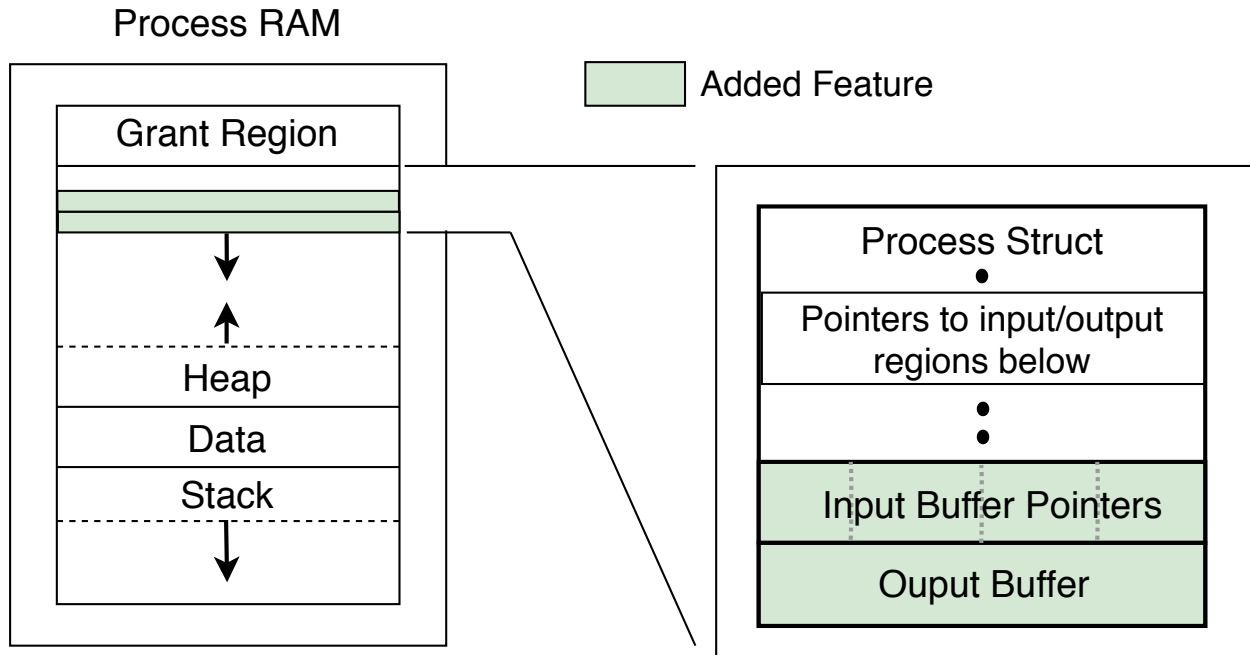 Process RAM
Added Feature
Grant Region
Heap
Data
Stack
Process Struct
Pointers to input/output
regions below
Input Buffer Pointers
Ouput Buffer